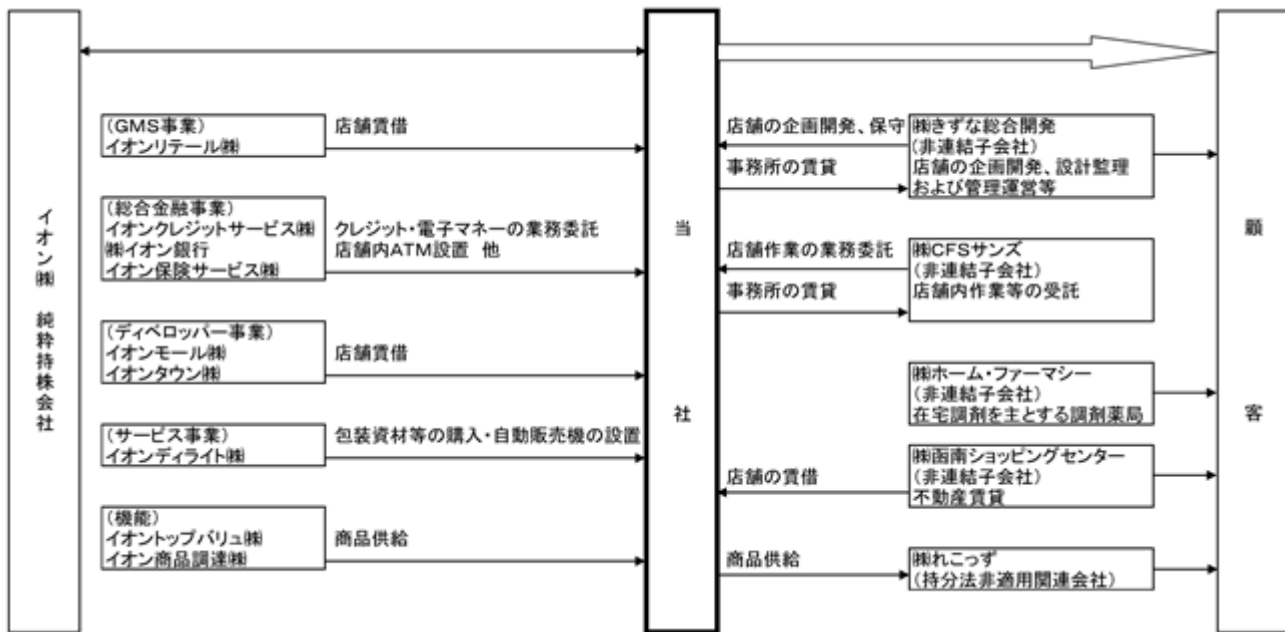 イオン㈱ 純粋持株会社
(GMS事業)
イオンリテール㈱
店舗賃借
(総合金融事業)
イオンクレジットサービス㈱
㈱イオン銀行
イオン保険サービス㈱
クレジット・電子マネーの業務委託
店舗内ATM設置 他
(ディベロッパー事業)
イオンモール㈱
イオンタウン㈱
店舗賃借
(サービス事業)
イオンディライト㈱
包装資材等の購入・自動販売機の設置
(機能)
イオントップバリュ㈱
イオン商品調達㈱
商品供給
当社
店舗の企画開発、保守
事務所の賃貸
㈱きずな総合開発
(非連結子会社)
店舗の企画開発、設計監理
および管理運営等
店舗作業の業務委託
事務所の賃貸
㈱CFSサンズ
(非連結子会社)
店舗内作業等の受託
㈱ホーム・ファーマシー
(非連結子会社)
在宅調剤を主とする調剤薬局
店舗の賃借
㈱函南ショッピングセンター
(非連結子会社)
不動産賃貸
商品供給
㈱れこっず
(持分法非適用関連会社)
顧客